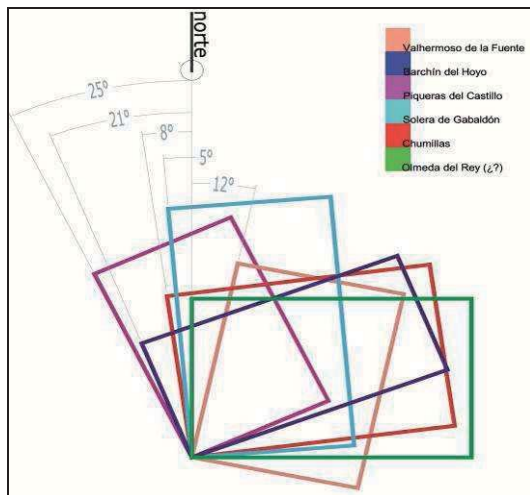 norte
25º
21º
8º
5º
12º
Valhermoso de la Fuente
Barchín del Hoyo
Piqueras del Castillo
Solera de Gabaldón
Chumillas
Olmeda del Rey (¿?)